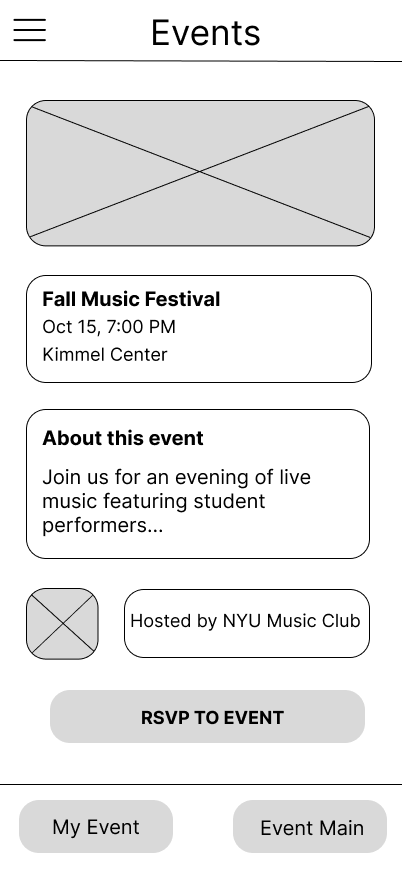 Events
Fall Music Festival
Oct 15, 7:00 PM
Kimmel Center
About this event
Join us for an evening of live
music featuring student
performers...
Hosted by NYU Music Club
RSVP TO EVENT
My Event
Event Main